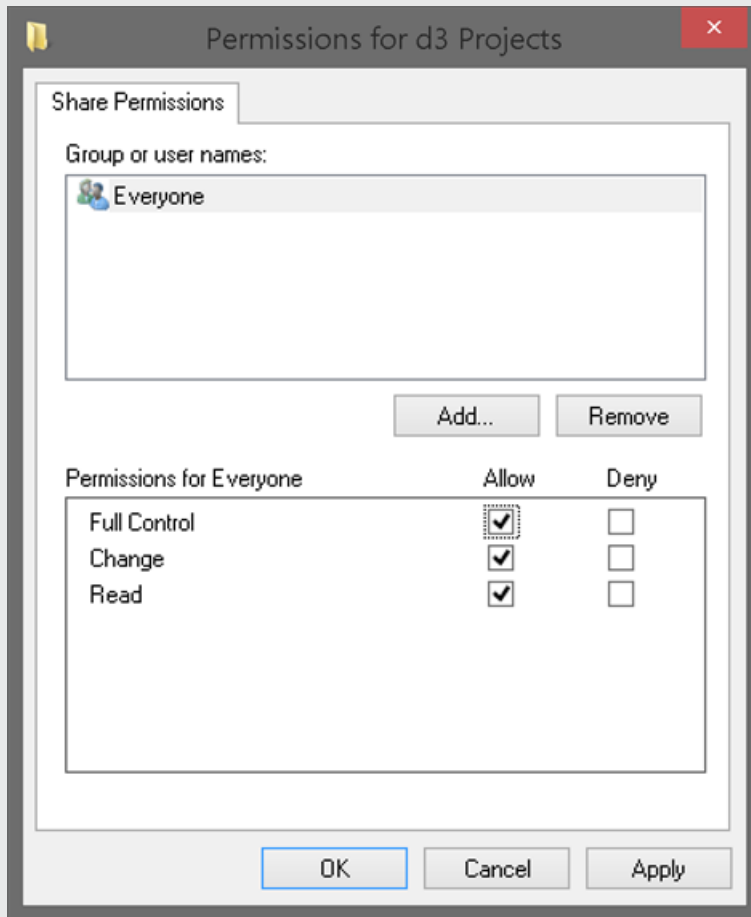 Permissions for d3 Projects
Share Permissions
Group or user names:
Everyone
Add... Remove
Permissions for Everyone Allow Deny
Full Control
Change
Read
OK Cancel Apply